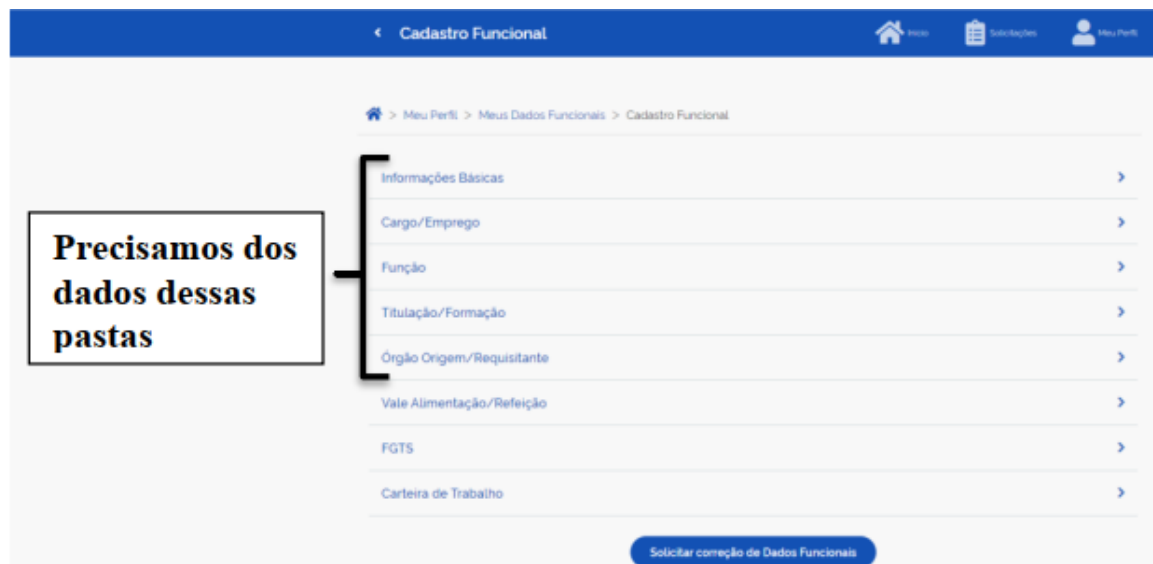 Cadastro Funcional
Início
Solicitações
Meu Perfil
> Meu Perfil > Meus Dados Funcionais > Cadastro Funcional
Informações Básicas
Cargo/Emprego
Função
Titulação/Formação
Órgão Origem/Requisitante
Vale Alimentação/Refeição
FGTS
Carteira de Trabalho
Solicitar correção de Dados Funcionais
Precisamos dos
dados dessas
pastas